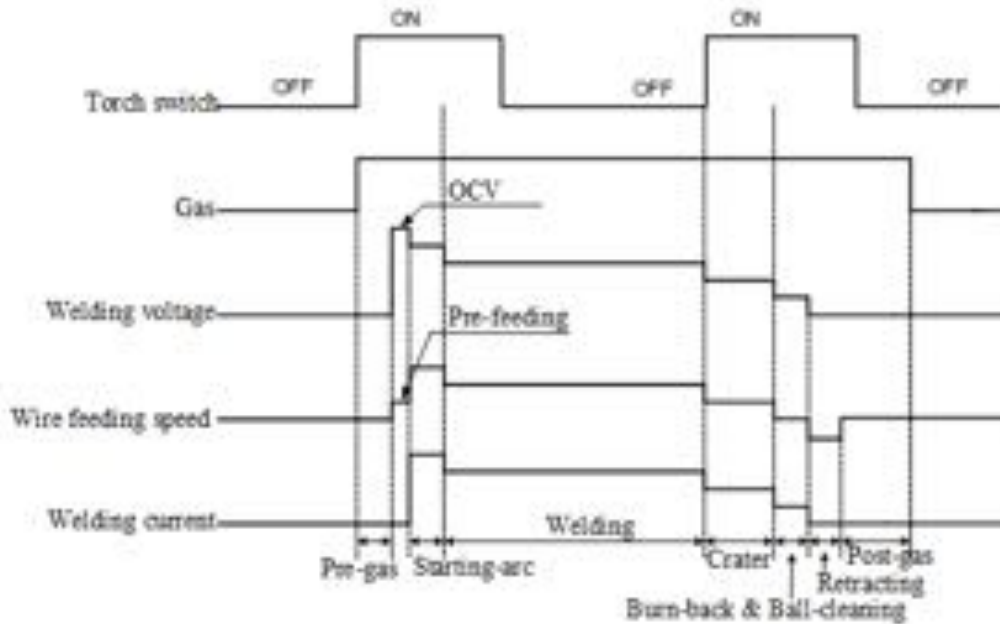 ON
ON
OFF
OFF
OFF
Torch switch
OCV
Gas
Welding voltage
Pre-feeding
Wire feeding speed
Welding current
Welding
Pre-gas
Starting-arc
Crater
Post-gas
Retracting
Burn-back & Ball-cleaning